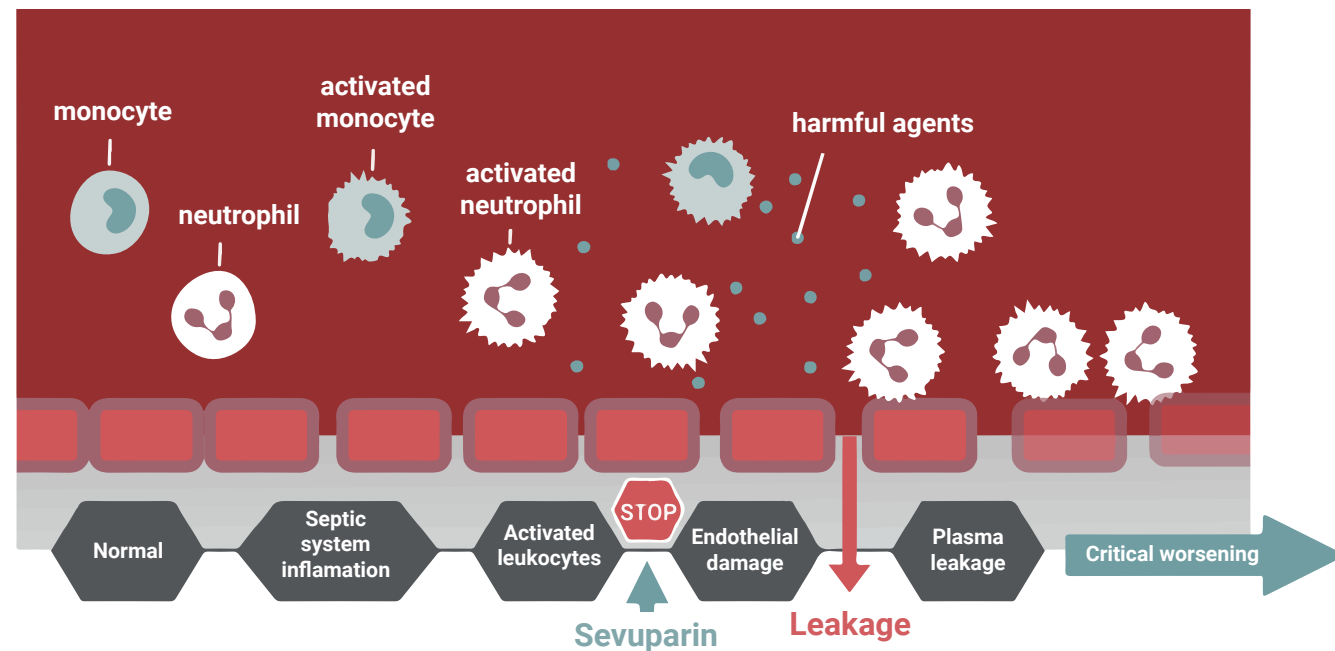 monocyte
activated
monocyte
neutrophil
activated
neutrophil
harmful agents
Normal
Septic
system
inflamation
Activated
leukocytes
STOP
Endothelial
damage
Plasma
leakage
Critical worsening
Sevuparin
Leakage